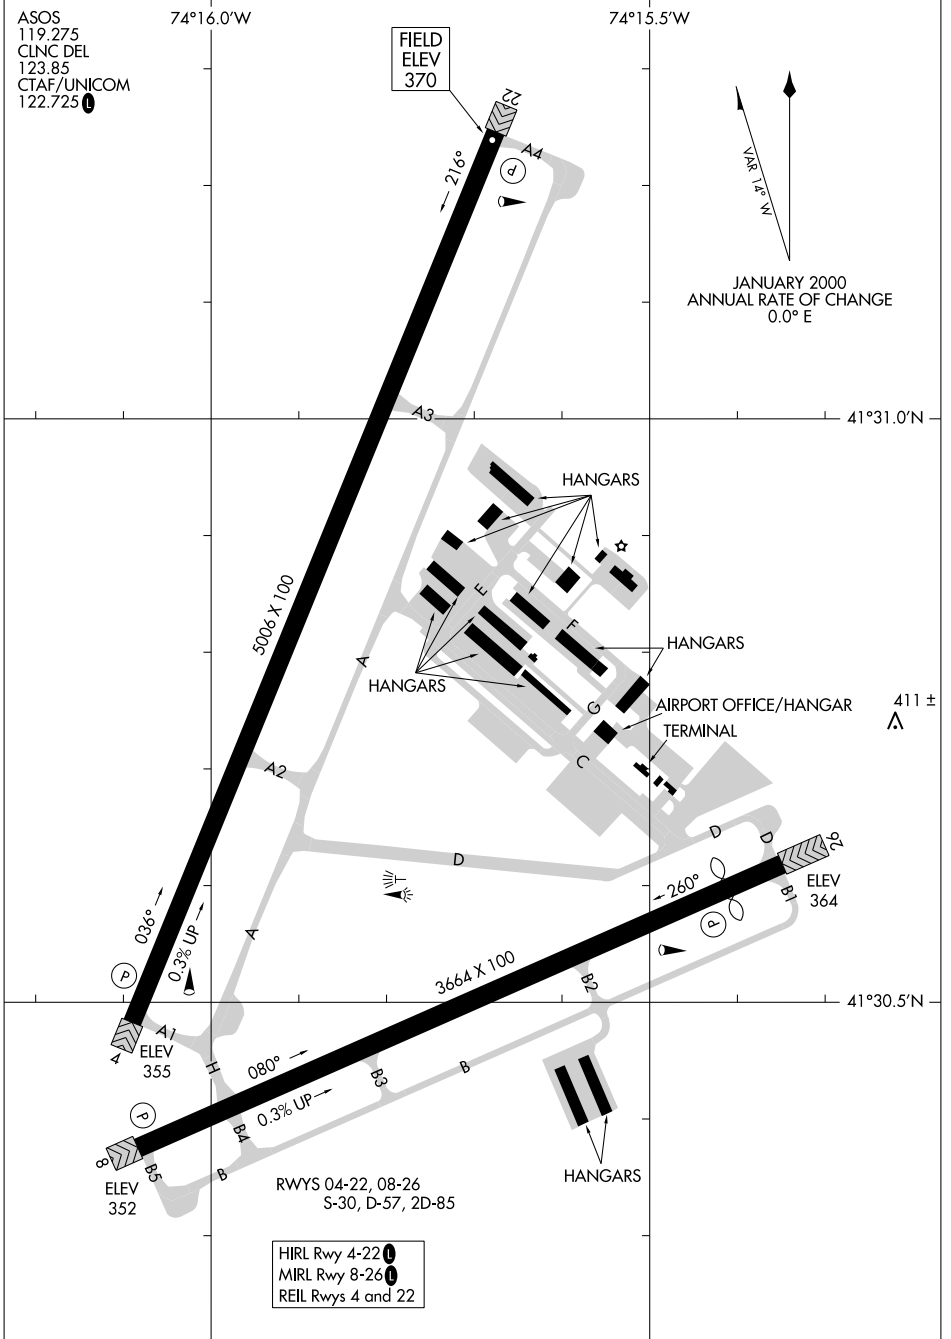 ASOS
119.275
CLNC DEL
123.85
CTAF/UNICOM
122.725 L
74°16.0'W
74°15.5'W
FIELD
ELEV
370
22
A4
P
216°
VAR 14° W
JANUARY 2000
ANNUAL RATE OF CHANGE
0.0° E
A3
41°31.0'N
HANGARS
5006 X 100
E
F
A
HANGARS
HANGARS
G
AIRPORT OFFICE/HANGAR
411 ±
TERMINAL
C
A2
D
D
D
26
ELEV
364
260°
B1
P
036°
0.3% UP
A
P
3664 X 100
B2
41°30.5'N
A1
4
ELEV
355
H
080°
B3
B
0.3% UP
P
B4
8
B5
B
ELEV
352
HANGARS
RWYS 04-22, 08-26
S-30, D-57, 2D-85
HIRL Rwy 4-22 L
MIRL Rwy 8-26 L
REIL Rwys 4 and 22